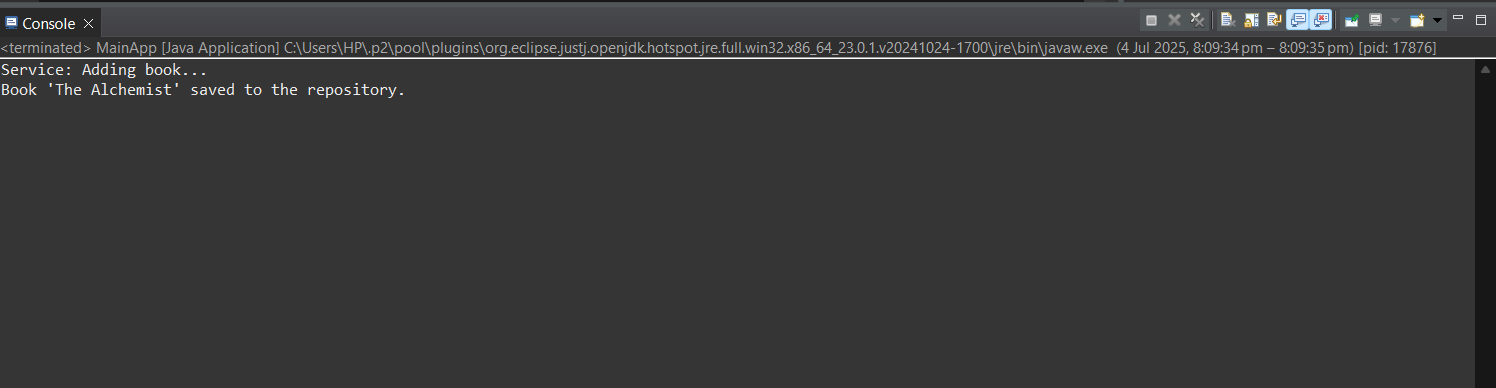 Console
<terminated> MainApp [Java Application] C:\Users\HP\.p2\pool\plugins\org.eclipse.justj.openjdk.hotspot.jre.full.win32.x86_64_23.0.1.v20241024-1700\jre\bin\javaw.exe (4 Jul 2025, 8:09:34 pm – 8:09:35 pm) [pid: 17876]
Service: Adding book...
Book 'The Alchemist' saved to the repository.